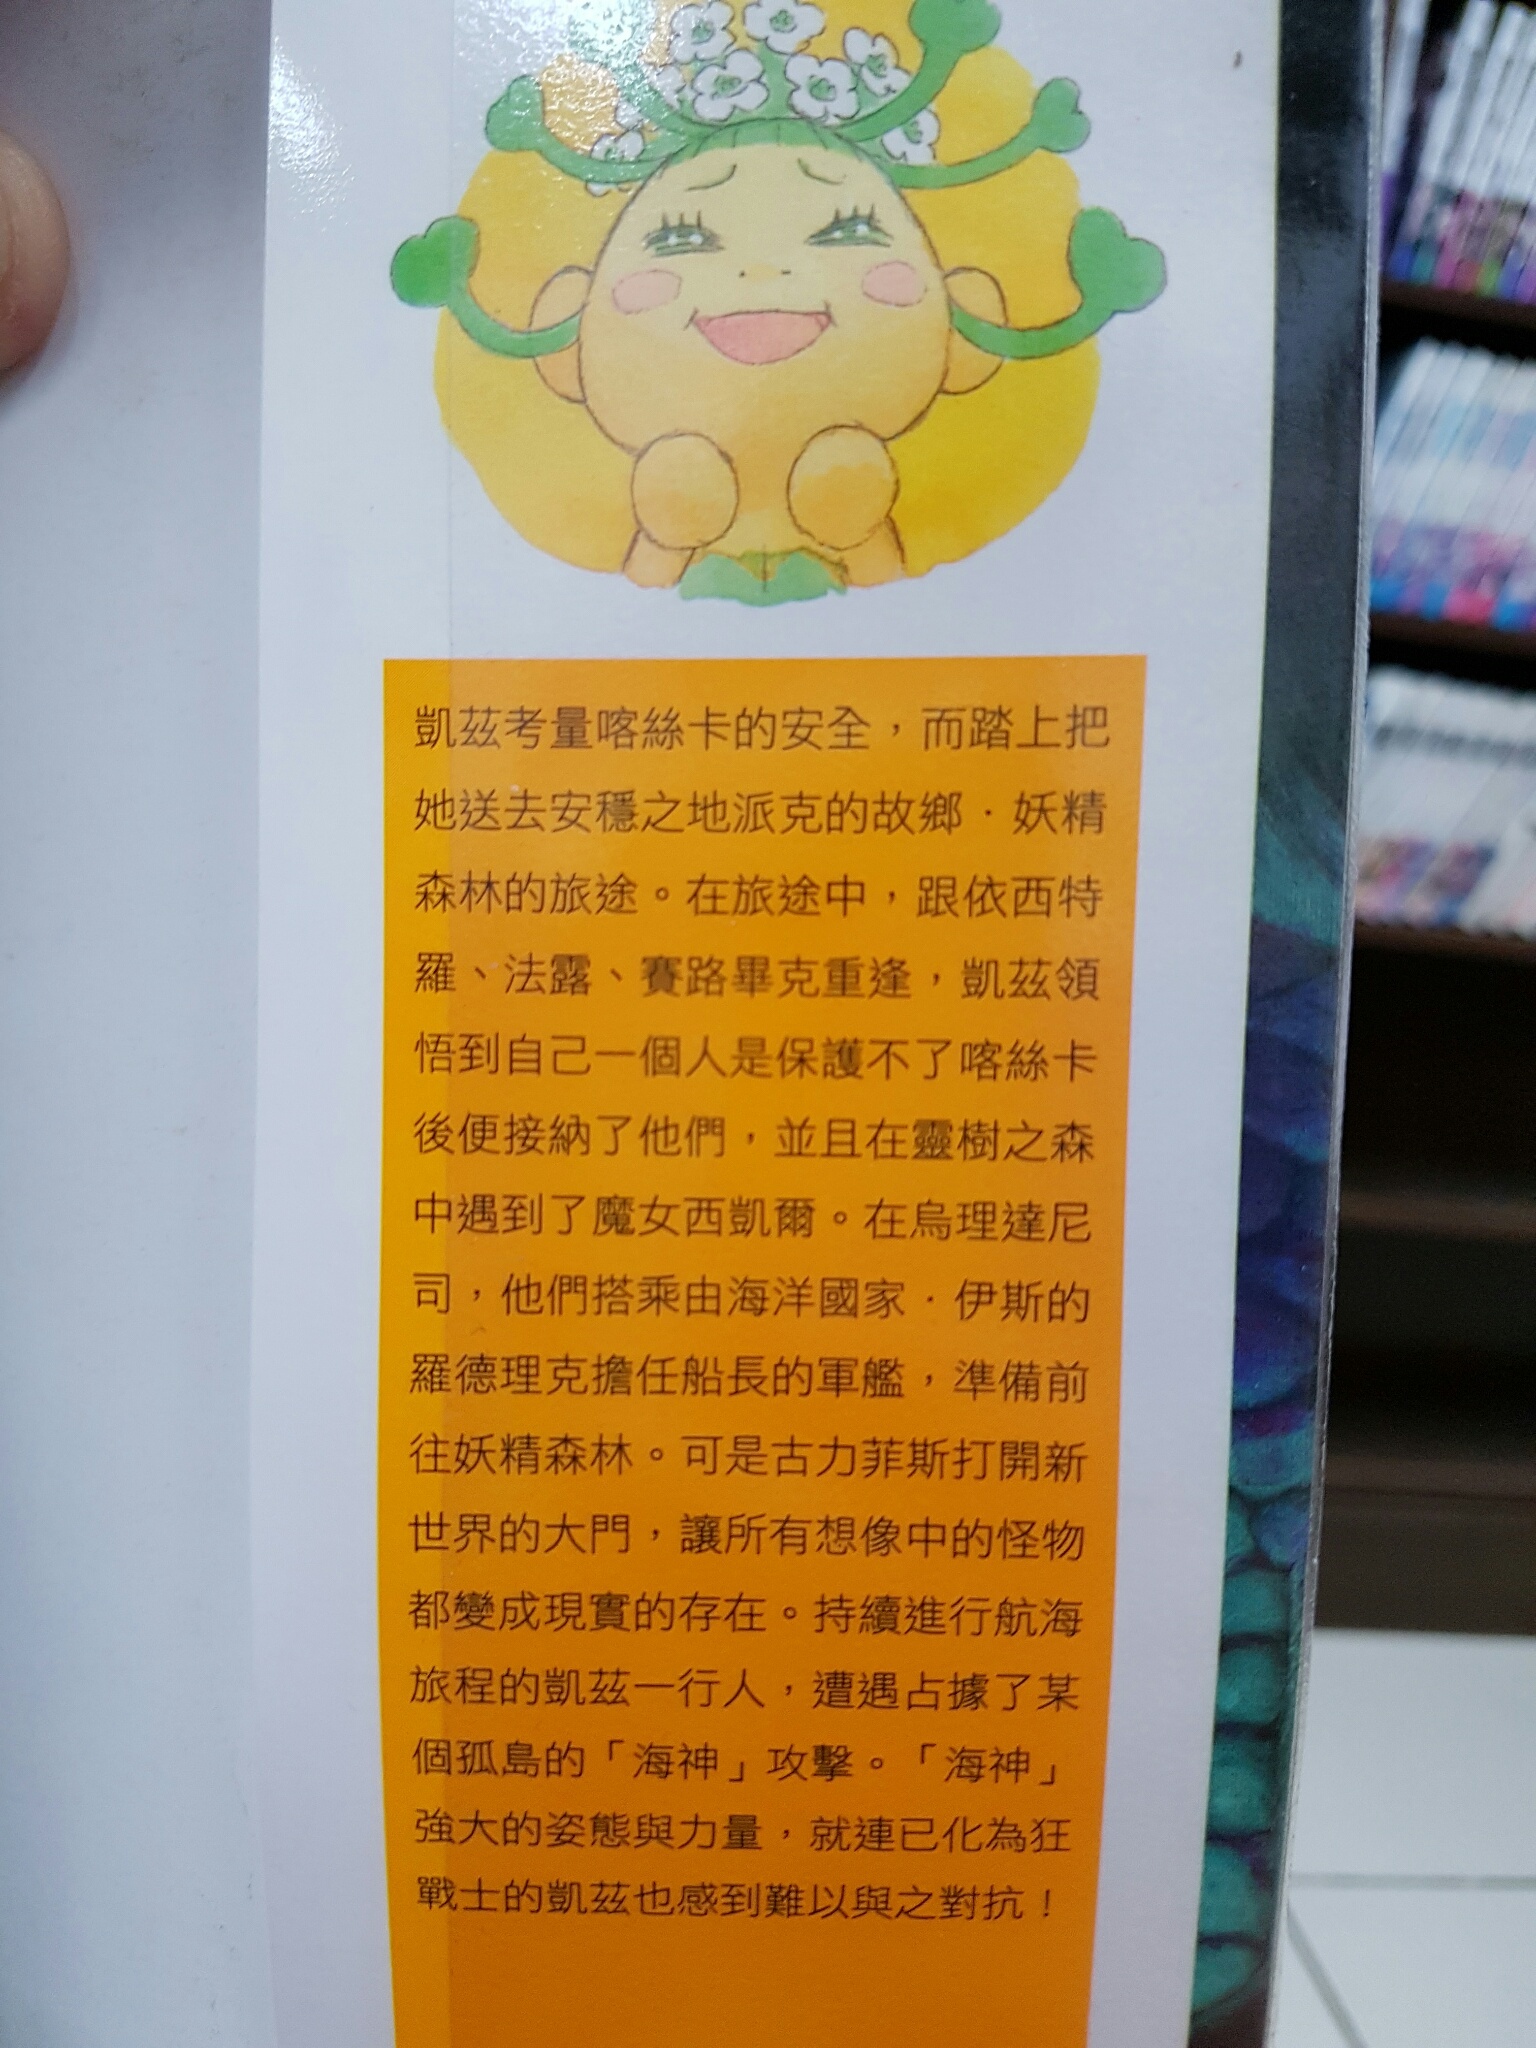 凱茲考量喀絲卡的安全，而踏上把
她送去安穩之地派克的故鄉．妖精
森林的旅途。在旅途中，跟依西特
羅、法露、賽路畢克重逢，凱茲領
悟到自己一個人是保護不了喀絲卡
後便接納了他們，並且在靈樹之森
中遇到了魔女西凱爾。在烏理達尼
司，他們搭乘由海洋國家．伊斯的
羅德理克擔任船長的軍艦，準備前
往妖精森林。可是古力菲斯打開新
世界的大門，讓所有想像中的怪物
都變成現實的存在。持續進行航海
旅程的凱茲一行人，遭遇占據了某
個孤島的「海神」攻擊。「海神」
強大的姿態與力量，就連已化為狂
戰士的凱茲也感到難以與之對抗！